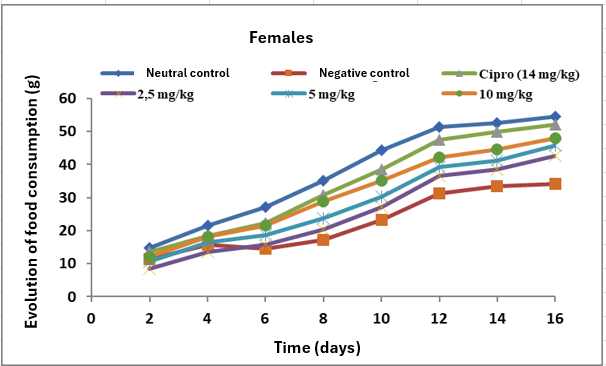 Females
Neutral control Negative control Cipro (14 mg/kg)
2,5 mg/kg 5 mg/kg 10 mg/kg
Evolution of food consumption (g)
60
50
40
30
20
10
0
0 2 4 6 8 10 12 14 16
Time (days)